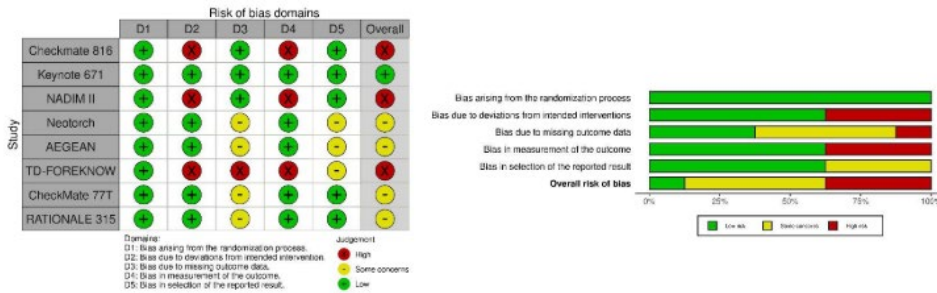 Risk of bias domains
D1 D2 D3 D4 D5 Overall
Study
Checkmate 816 + X + X + X
Keynote 671 + + + + + +
NADIM II + X + X + X
Neotorch + + - + - -
AEGEAN + + - + - -
TD-FOREKNOW + X X X - X
CheckMate 77T + + - + + -
RATIONALE 315 + + - + + -
Domains:
D1: Bias arising from the randomization process.
D2: Bias due to deviations from intended intervention.
D3: Bias due to missing outcome data.
D4: Bias in measurement of the outcome.
D5: Bias in selection of the reported result.
Judgement
X High
- Some concerns
+ Low
Bias arising from the randomization process
Bias due to deviations from intended interventions
Bias due to missing outcome data
Bias in measurement of the outcome
Bias in selection of the reported result
Overall risk of bias
0% 25% 50% 75% 100%
Low risk Some concerns High risk